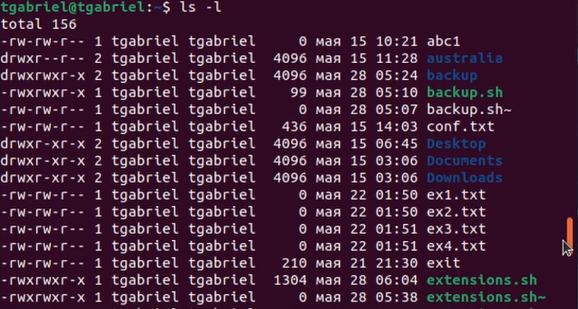 tgabriel@tgabriel:~$ ls -l
total 156
-rw-rw-r-- 1 tgabriel tgabriel    0 мая 15 10:21 abc1
drwxr--r-- 2 tgabriel tgabriel 4096 мая 15 11:28 australia
drwxrwxr-x 2 tgabriel tgabriel 4096 мая 28 05:24 backup
-rwxrwxr-x 1 tgabriel tgabriel   99 мая 28 05:10 backup.sh
-rw-rw-r-- 1 tgabriel tgabriel    0 мая 28 05:07 backup.sh~
-rw-rw-r-- 1 tgabriel tgabriel  436 мая 15 14:03 conf.txt
drwxr-xr-x 2 tgabriel tgabriel 4096 мая 15 06:45 Desktop
drwxr-xr-x 2 tgabriel tgabriel 4096 мая 15 03:06 Documents
drwxr-xr-x 2 tgabriel tgabriel 4096 мая 15 03:06 Downloads
-rw-rw-r-- 1 tgabriel tgabriel    0 мая 22 01:50 ex1.txt
-rw-rw-r-- 1 tgabriel tgabriel    0 мая 22 01:50 ex2.txt
-rw-rw-r-- 1 tgabriel tgabriel    0 мая 22 01:51 ex3.txt
-rw-rw-r-- 1 tgabriel tgabriel    0 мая 22 01:51 ex4.txt
-rw-rw-r-- 1 tgabriel tgabriel  210 мая 21 21:30 exit
-rwxrwxr-x 1 tgabriel tgabriel 1304 мая 28 06:04 extensions.sh
-rwxrwxr-x 1 tgabriel tgabriel    0 мая 28 05:38 extensions.sh~